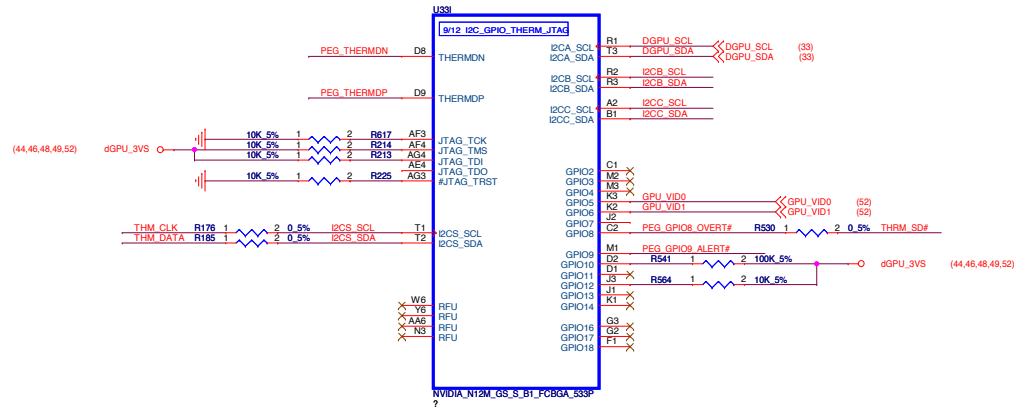 U33I
9/12 I2C_GPIO_THERM_JTAG
PEG_THERMDN D8 THERMDN
PEG_THERMDP D9 THERMDP
I2CA_SCL R1 DGPU_SCL DGPU_SCL (33)
I2CA_SDA T3 DGPU_SDA DGPU_SDA (33)
I2CB_SCL R2 I2CB_SCL
I2CB_SDA R3 I2CB_SDA
I2CC_SCL A2 I2CC_SCL
I2CC_SDA B1 I2CC_SDA
10K_5% 1 2 R617 AF3 JTAG_TCK
(44,46,48,49,52) dGPU_3VS 10K_5% 1 2 R214 AF4 JTAG_TMS
10K_5% 1 2 R213 AG4 JTAG_TDI
AE4 JTAG_TDO
10K_5% 1 2 R225 AG3 #JTAG_TRST
GPIO2 C1
GPIO3 M2
GPIO4 M3
GPIO5 K3 GPU_VID0 GPU_VID0 (52)
GPIO6 K2 GPU_VID1 GPU_VID1 (52)
GPIO7 J2
GPIO8 C2 PEG_GPIO8_OVERT# R530 1 2 0_5% THRM_SD#
THM_CLK R176 1 2 0_5% I2CS_SCL T1 I2CS_SCL
THM_DATA R185 1 2 0_5% I2CS_SDA T2 I2CS_SDA
GPIO9 M1 PEG_GPIO9_ALERT#
GPIO10 D2 R541 1 2 100K_5% dGPU_3VS (44,46,48,49,52)
GPIO11 D1
GPIO12 J3 R564 1 2 10K_5%
GPIO13 J1
GPIO14 K1
W6 RFU
Y6 RFU
AA6 RFU
N3 RFU
GPIO16 G3
GPIO17 G2
GPIO18 F1
NVIDIA_N12M_GS_S_B1_FCBGA_533P
?